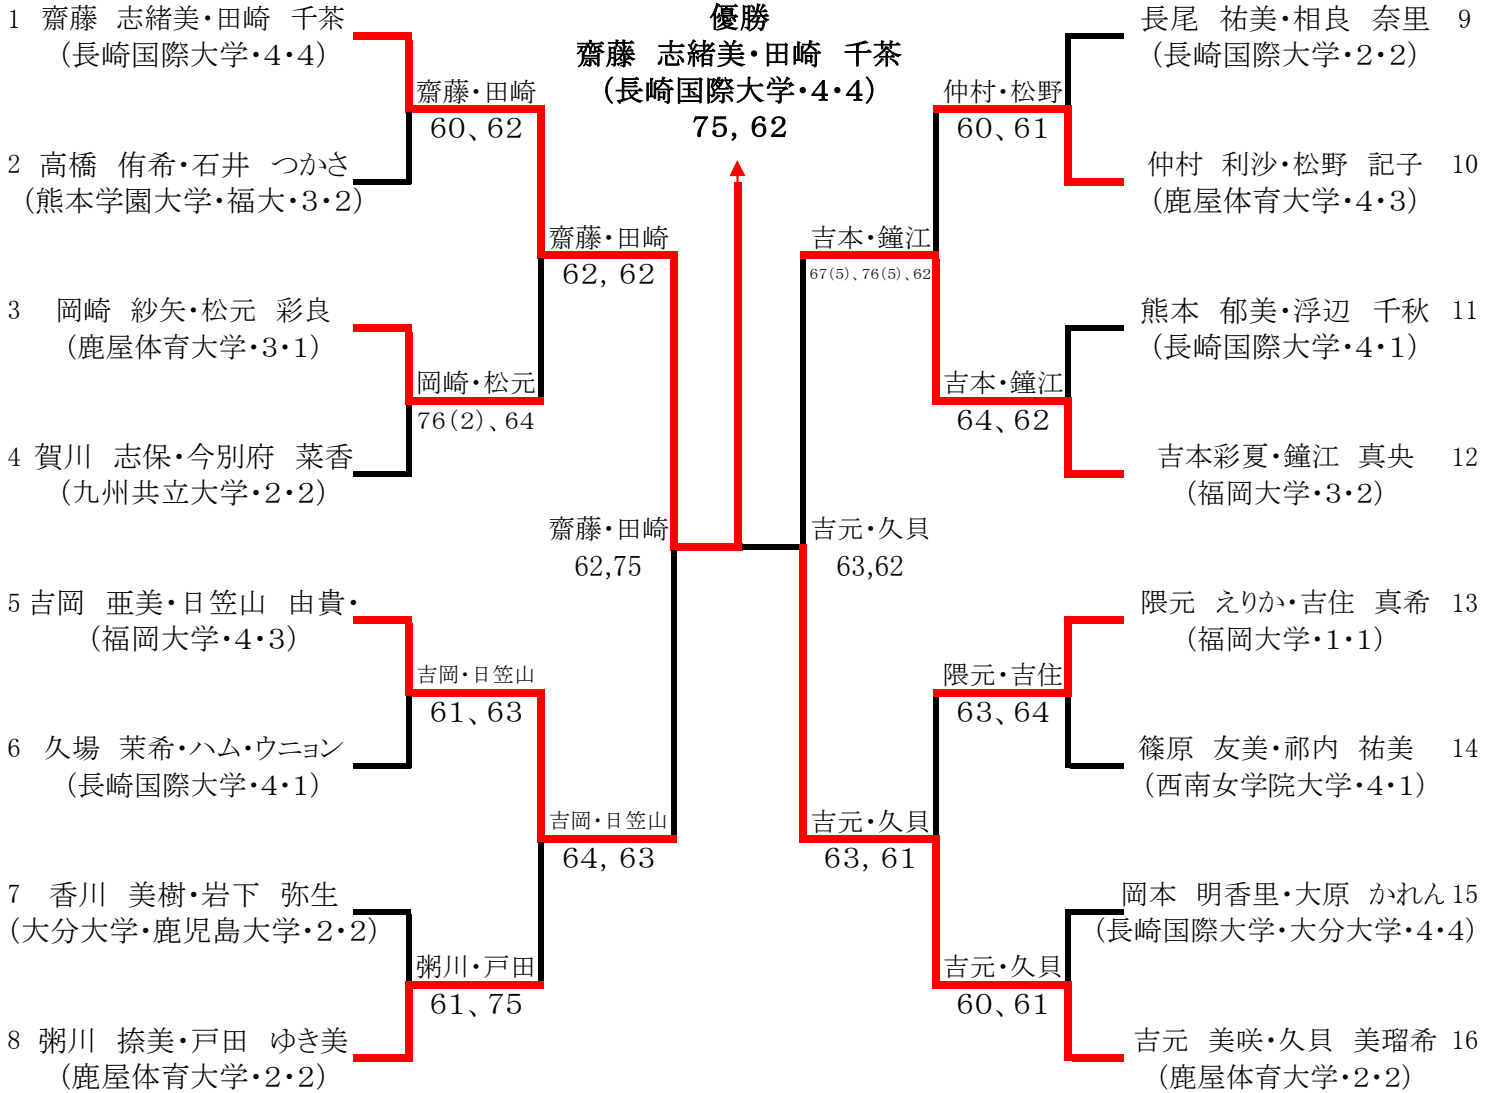 優勝
齋藤 志緒美・田崎 千茶
(長崎国際大学・4・4)
75, 62
1 齋藤 志緒美・田崎 千茶
(長崎国際大学・4・4)
齋藤・田崎
60、62
2 高橋 侑希・石井 つかさ
(熊本学園大学・福大・3・2)
齋藤・田崎
62, 62
3 岡崎 紗矢・松元 彩良
(鹿屋体育大学・3・1)
岡崎・松元
76(2)、64
4 賀川 志保・今別府 菜香
(九州共立大学・2・2)
齋藤・田崎
62,75
5 吉岡 亜美・日笠山 由貴・
(福岡大学・4・3)
吉岡・日笠山
61、63
6 久場 茉希・ハム・ウニョン
(長崎国際大学・4・1)
吉岡・日笠山
64, 63
7 香川 美樹・岩下 弥生
(大分大学・鹿児島大学・2・2)
粥川・戸田
61、75
8 粥川 捺美・戸田 ゆき美
(鹿屋体育大学・2・2)
長尾 祐美・相良 奈里 9
(長崎国際大学・2・2)
仲村・松野
60、61
仲村 利沙・松野 記子 10
(鹿屋体育大学・4・3)
吉本・鐘江
67(5)、76(5)、62
熊本 郁美・浮辺 千秋 11
(長崎国際大学・4・1)
吉本・鐘江
64、62
吉本彩夏・鐘江 真央 12
(福岡大学・3・2)
吉元・久貝
63,62
隈元 えりか・吉住 真希 13
(福岡大学・1・1)
隈元・吉住
63、64
篠原 友美・祁内 祐美 14
(西南女学院大学・4・1)
吉元・久貝
63, 61
岡本 明香里・大原 かれん 15
(長崎国際大学・大分大学・4・4)
吉元・久貝
60、61
吉元 美咲・久貝 美瑠希 16
(鹿屋体育大学・2・2)